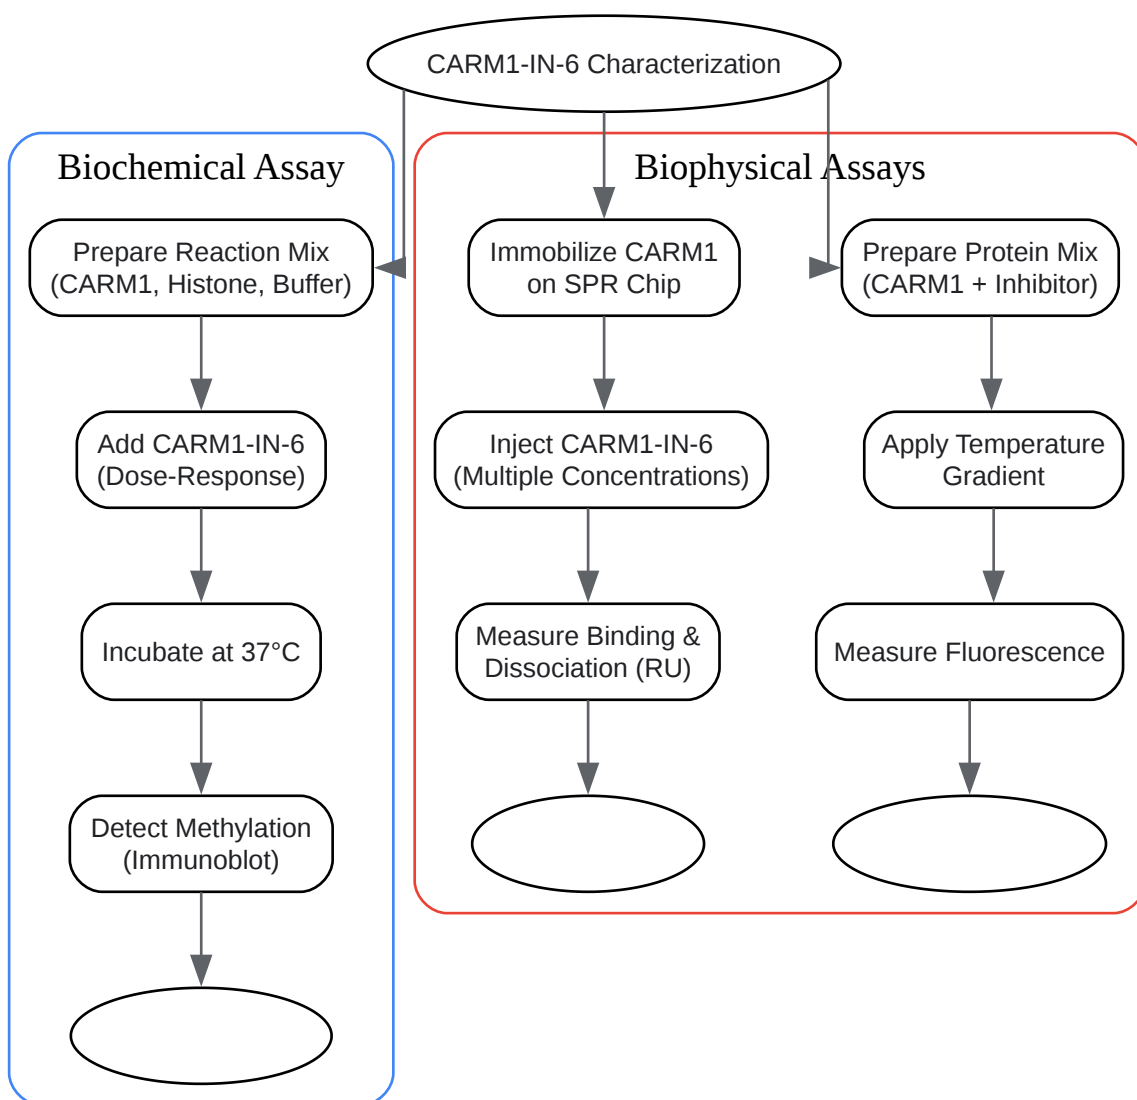 CARM1-IN-6 Characterization
Biochemical Assay
Prepare Reaction Mix
(CARM1, Histone, Buffer)
Add CARM1-IN-6
(Dose-Response)
Incubate at 37°C
Detect Methylation
(Immunoblot)
Biophysical Assays
Immobilize CARM1
on SPR Chip
Inject CARM1-IN-6
(Multiple Concentrations)
Measure Binding &
Dissociation (RU)
Prepare Protein Mix
(CARM1 + Inhibitor)
Apply Temperature
Gradient
Measure Fluorescence